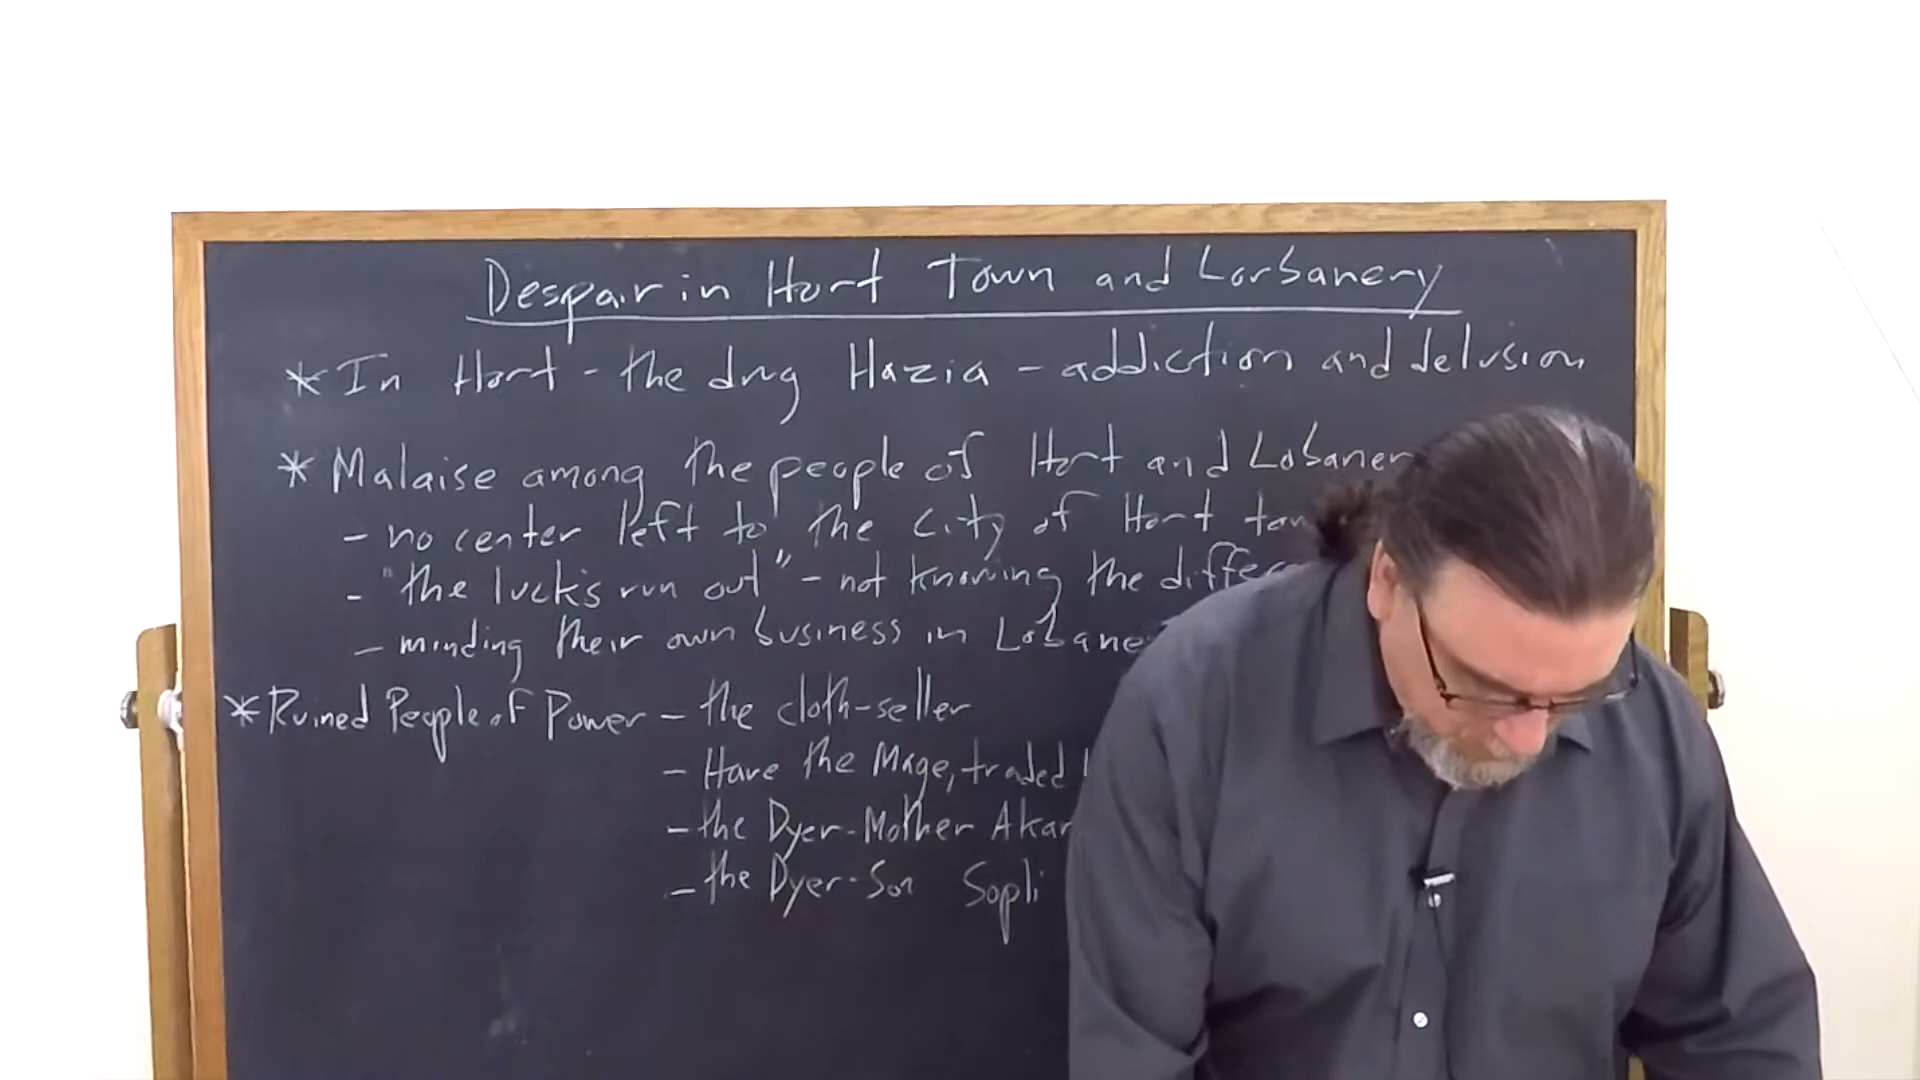 Despair in Hort Town and Lorbanery
* In Hort - the drug Hazia - addiction and delusion
* Malaise among the people of Hort and Lobaner
- no center left to the city of Hort
- "the luck's run out" - not knowing the
- minding their own business in
* Ruined People of Power - the cloth-seller
- Hare the Mage, traded
- the Dyer-Mother
- the Dyer-Son Sopli